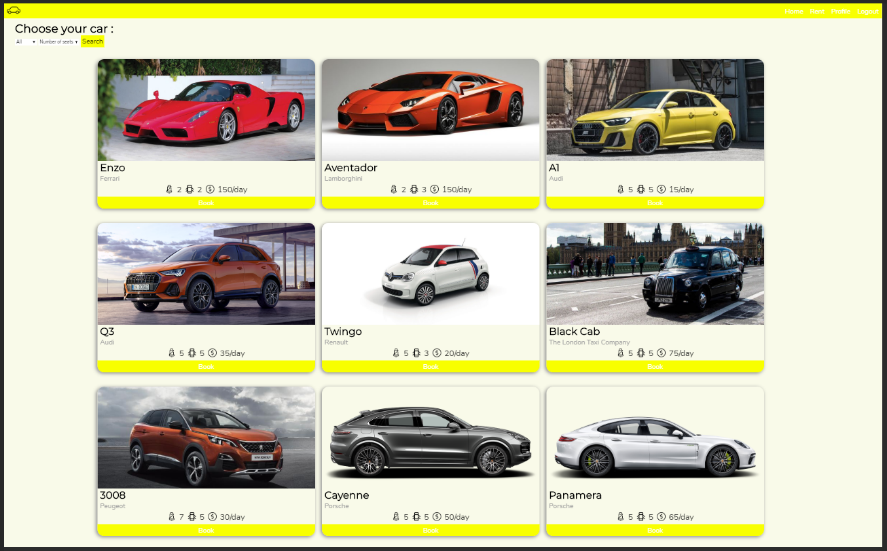 Home Rent Profile Logout
Choose your car :
All Number of seats Search
Enzo
Ferrari
2 2 150/day
Book
Aventador
Lamborghini
2 3 150/day
Book
A1
Audi
5 5 15/day
Book
Q3
Audi
5 5 35/day
Book
Twingo
Renault
5 3 20/day
Book
Black Cab
The London Taxi Company
5 5 75/day
Book
3008
Peugeot
7 5 30/day
Book
Cayenne
Porsche
5 5 50/day
Book
Panamera
Porsche
5 5 65/day
Book